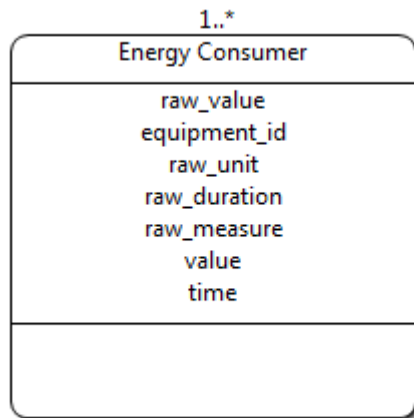 1..*
Energy Consumer
raw_value
equipment_id
raw_unit
raw_duration
raw_measure
value
time